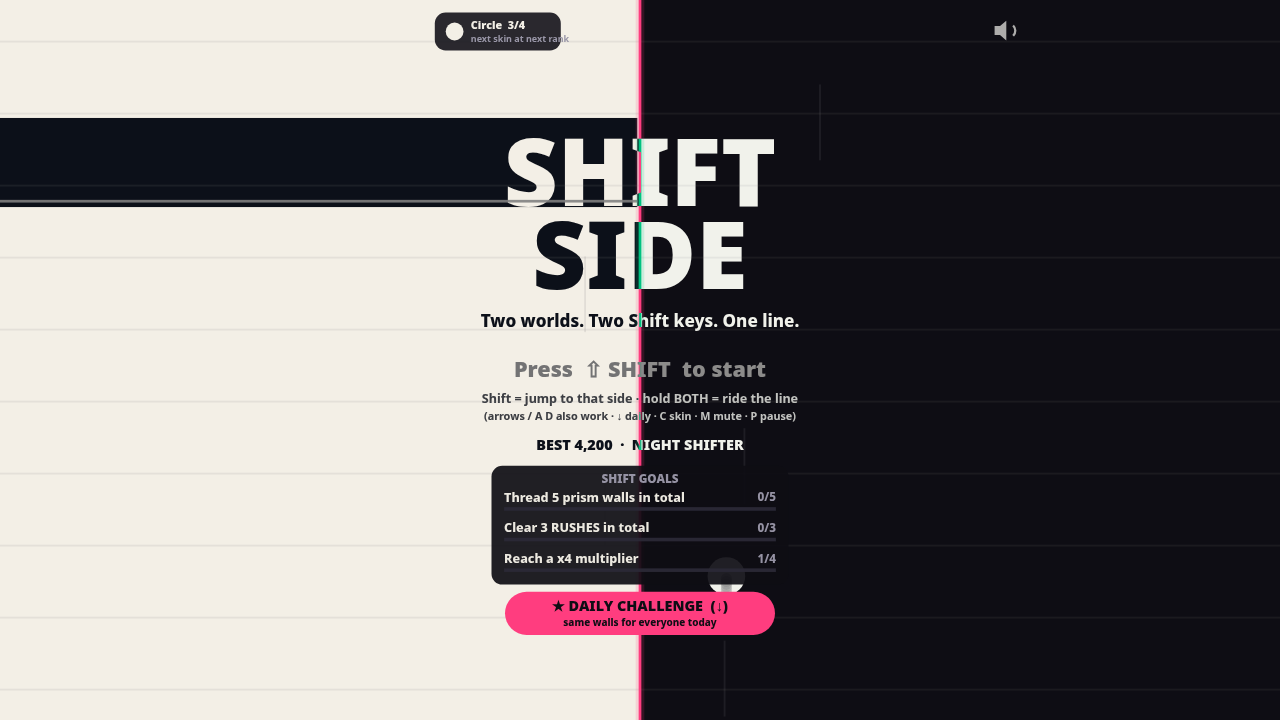 Circle 3/4
next skin at next rank
SHIFT
SIDE
Two worlds. Two Shift keys. One line.
Press ⇧ SHIFT to start
Shift = jump to that side · hold BOTH = ride the line
(arrows / A D also work · ↓ daily · C skin · M mute · P pause)
BEST 4,200 · NIGHT SHIFTER
SHIFT GOALS
Thread 5 prism walls in total 0/5
Clear 3 RUSHES in total 0/3
Reach a x4 multiplier 1/4
★ DAILY CHALLENGE (↓)
same walls for everyone today